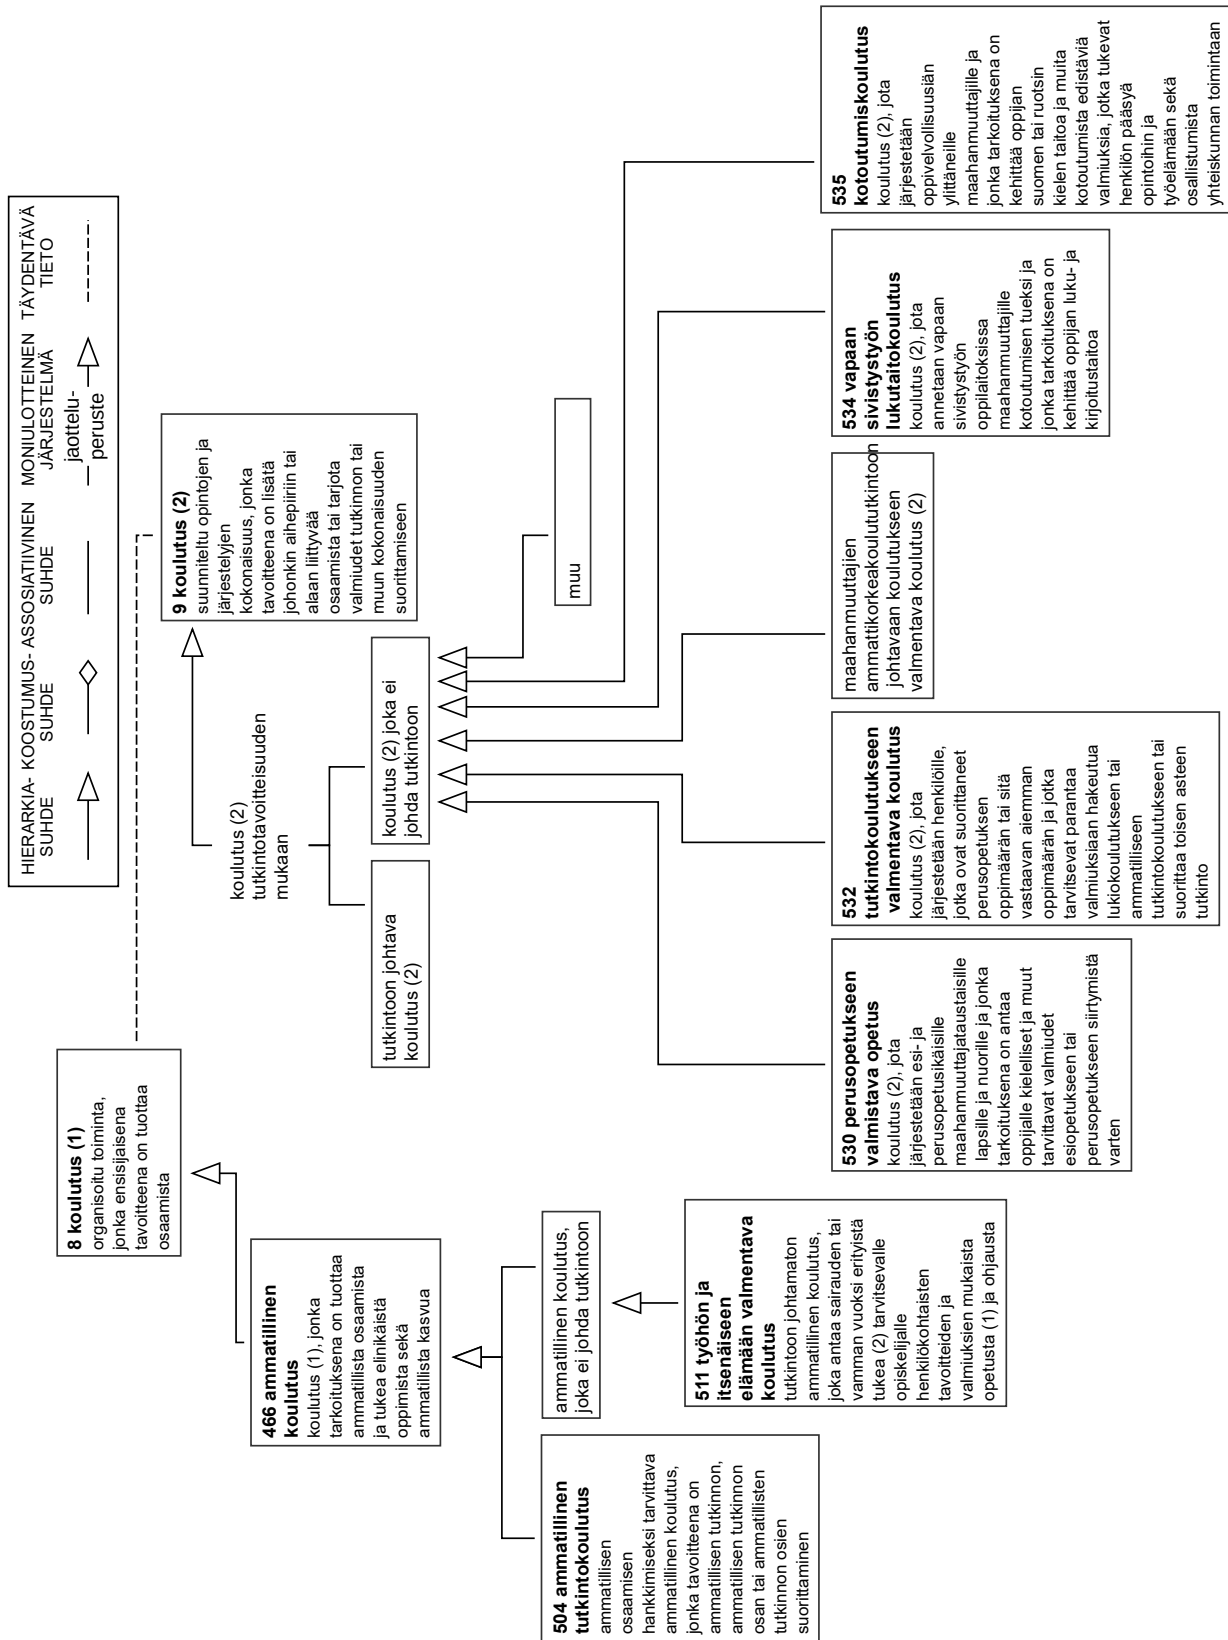 HIERARKIA- KOOSTUMUS- ASSOSIATIIVINEN MONIULOTTEINEN TÄYDENTÄVÄ
SUHDE SUHDE SUHDE JÄRJESTELMÄ TIETO
jaottelu-
peruste
8 koulutus (1)
organisoitu toiminta,
jonka ensisijaisena
tavoitteena on tuottaa
osaamista
9 koulutus (2)
suunniteltu opintojen ja
järjestelyjen
kokonaisuus, jonka
tavoitteena on lisätä
johonkin aihepiiriin tai
alaan liittyvää
osaamista tai tarjota
valmiudet tutkinnon tai
muun kokonaisuuden
suorittamiseen
466 ammatillinen
koulutus
koulutus (1), jonka
tarkoituksena on tuottaa
ammatillista osaamista
ja tukea elinikäistä
oppimista sekä
ammatillista kasvua
koulutus (2)
tutkintotavoitteisuuden
mukaan
tutkintoon johtava
koulutus (2)
koulutus (2) joka ei
johda tutkintoon
504 ammatillinen
tutkintokoulutus
ammatillisen
osaamisen
hankkimiseksi tarvittava
ammatillinen koulutus,
jonka tavoitteena on
ammatillisen tutkinnon,
ammatillisen tutkinnon
osan tai ammatillisten
tutkinnon osien
suorittaminen
ammatillinen koulutus,
joka ei johda tutkintoon
muu
511 työhön ja
itsenäiseen
elämään valmentava
koulutus
tutkintoon johtamaton
ammatillinen koulutus,
joka antaa sairauden tai
vamman vuoksi erityistä
tukea (2) tarvitsevalle
opiskelijalle
henkilökohtaisten
tavoitteiden ja
valmiuksien mukaista
opetusta (1) ja ohjausta
530 perusopetukseen
valmistava opetus
koulutus (2), jota
järjestetään esi- ja
perusopetusikäisille
maahanmuuttajataustaisille
lapsille ja nuorille ja jonka
tarkoituksena on antaa
oppijalle kielelliset ja muut
tarvittavat valmiudet
esiopetukseen tai
perusopetukseen siirtymistä
varten
532
tutkintokoulutukseen
valmentava koulutus
koulutus (2), jota
järjestetään henkilöille,
jotka ovat suorittaneet
perusopetuksen
oppimäärän tai sitä
vastaavan aiemman
oppimäärän ja jotka
tarvitsevat parantaa
valmiuksiaan hakeutua
lukiokoulutukseen tai
ammatilliseen
tutkintokoulutukseen tai
suorittaa toisen asteen
tutkinto
maahanmuuttajien
ammattikorkeakoulututkintoon
johtavaan koulutukseen
valmentava koulutus (2)
534 vapaan
sivistystyön
lukutaitokoulutus
koulutus (2), jota
annetaan vapaan
sivistystyön
oppilaitoksissa
maahanmuuttajille
kotoutumisen tueksi ja
jonka tarkoituksena on
kehittää oppijan luku- ja
kirjoitustaitoa
535
kotoutumiskoulutus
koulutus (2), jota
järjestetään
oppivelvollisuusiän
ylittäneille
maahanmuuttajille ja
jonka tarkoituksena on
kehittää oppijan
suomen tai ruotsin
kielen taitoa ja muita
kotoutumista edistäviä
valmiuksia, jotka tukevat
henkilön pääsyä
opintoihin ja
työelämään sekä
osallistumista
yhteiskunnan toimintaan